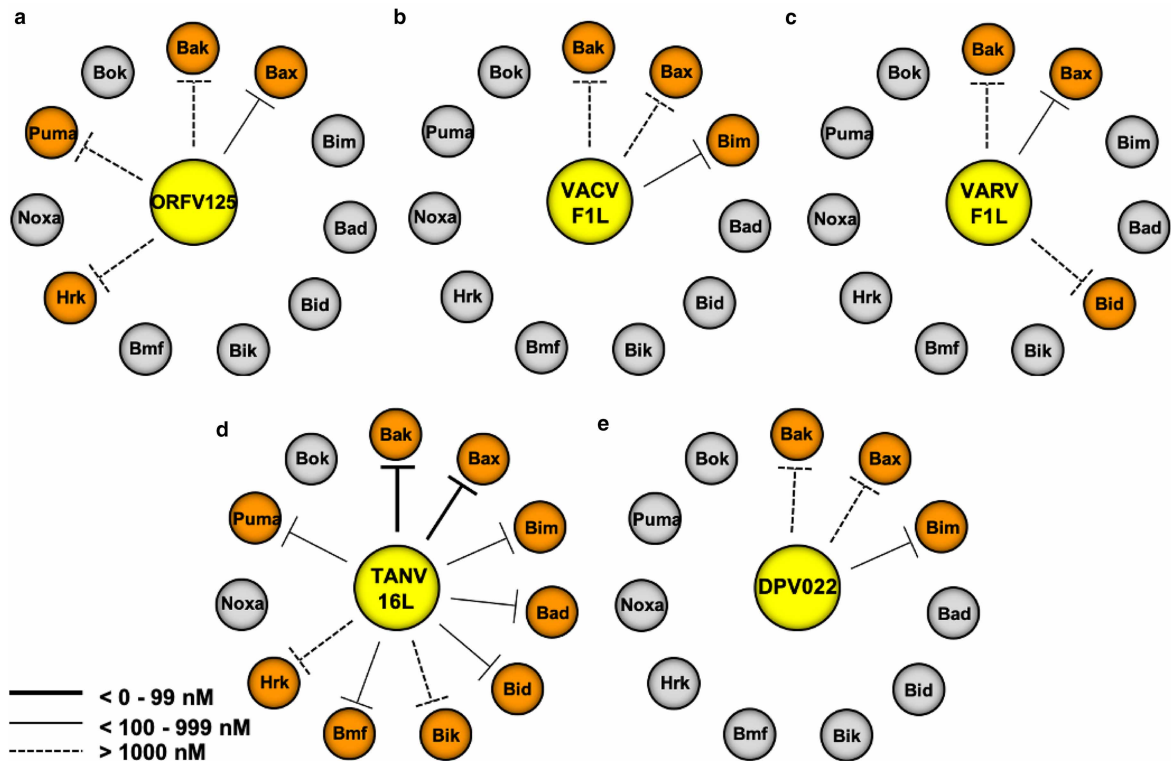 a
Bak
Bax
Bok
Bim
Puma
ORFV125
Noxa
Bad
Hrk
Bid
Bmf
Bik
b
Bak
Bax
Bok
Bim
Puma
VACV
F1L
Noxa
Bad
Hrk
Bid
Bmf
Bik
c
Bak
Bax
Bok
Bim
Puma
VARV
F1L
Noxa
Bad
Hrk
Bid
Bmf
Bik
d
Bak
Bax
Bok
Bim
Puma
TANV
16L
Noxa
Bad
Hrk
Bid
Bmf
Bik
e
Bak
Bax
Bok
Bim
Puma
DPV022
Noxa
Bad
Hrk
Bid
Bmf
Bik
< 0 - 99 nM
< 100 - 999 nM
> 1000 nM